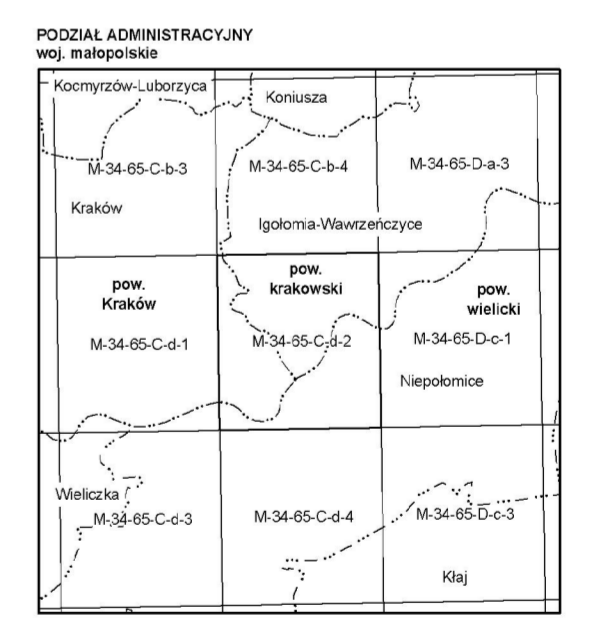 PODZIAŁ ADMINISTRACYJNY
woj. małopolskie
Kocmyrzów-Luborzyca
Koniusza
M-34-65-C-b-3
M-34-65-C-b-4
M-34-65-D-a-3
Kraków
Igołomia-Wawrzeńczyce
pow.
Kraków
pow.
krakowski
pow.
wielicki
M-34-65-C-d-1
M-34-65-C-d-2
M-34-65-D-c-1
Niepołomice
Wieliczka
M-34-65-C-d-3
M-34-65-C-d-4
M-34-65-D-c-3
Kłaj